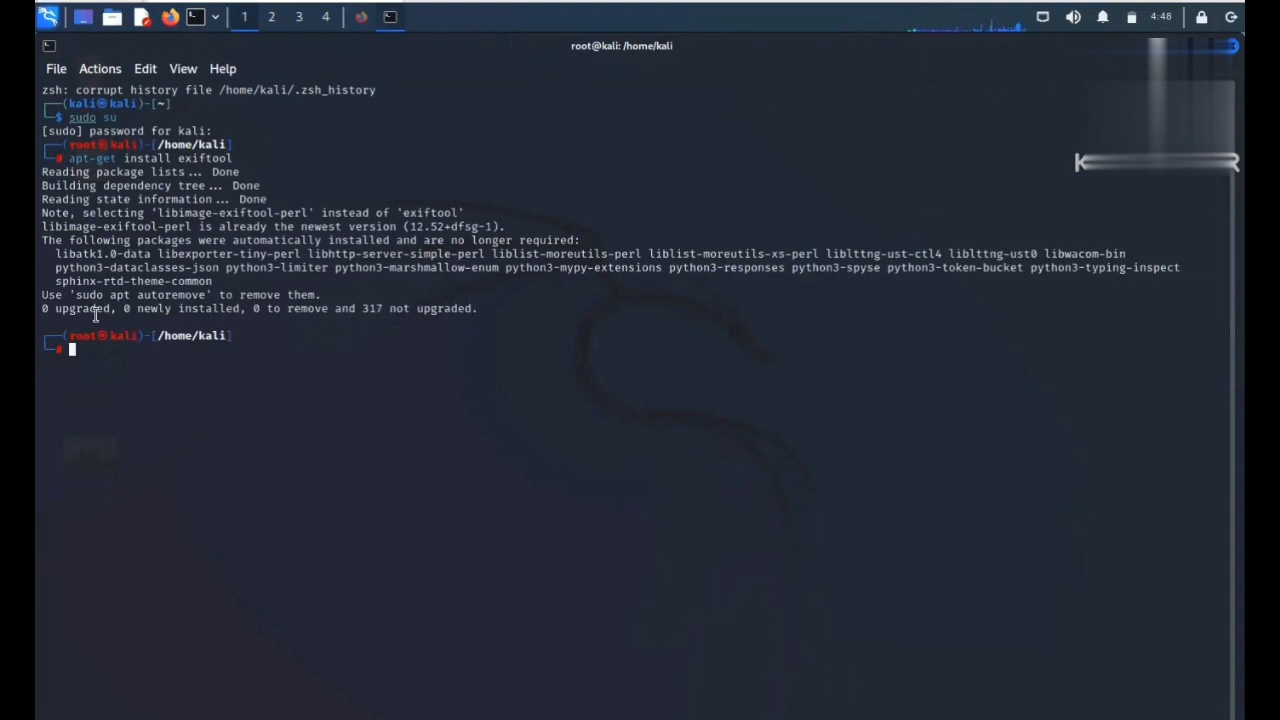 1 2 3 4 4:48
root@kali: /home/kali
File Actions Edit View Help
zsh: corrupt history file /home/kali/.zsh_history
┌──(kali㉿kali)-[~]
└─$ sudo su
[sudo] password for kali:
┌──(root㉿kali)-[/home/kali]
└─# apt-get install exiftool
Reading package lists... Done
Building dependency tree... Done
Reading state information... Done
Note, selecting 'libimage-exiftool-perl' instead of 'exiftool'
libimage-exiftool-perl is already the newest version (12.52+dfsg-1).
The following packages were automatically installed and are no longer required:
libatk1.0-data libexporter-tiny-perl libhttp-server-simple-perl liblist-moreutils-perl liblist-moreutils-xs-perl liblttng-ust-ctl4 liblttng-ust0 libwacom-bin
python3-dataclasses-json python3-limiter python3-marshmallow-enum python3-mypy-extensions python3-responses python3-spyse python3-token-bucket python3-typing-inspect
sphinx-rtd-theme-common
Use 'sudo apt autoremove' to remove them.
0 upgraded, 0 newly installed, 0 to remove and 317 not upgraded.
┌──(root㉿kali)-[/home/kali]
└─#